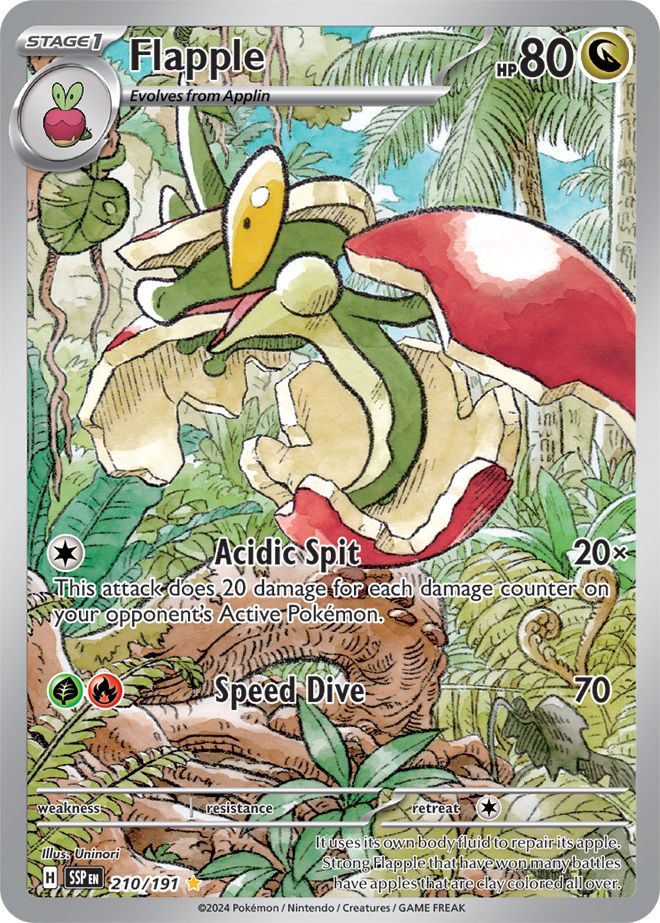 STAGE1
Flapple
HP80
Evolves from Applin
Acidic Spit 20×
This attack does 20 damage for each damage counter on
your opponent's Active Pokémon.
Speed Dive 70
weakness resistance retreat
Illus. Uninori
It uses its own body fluid to repair its apple.
Strong Flapple that have won many battles
have apples that are clay colored all over.
H SSP EN 210/191
©2024 Pokémon / Nintendo / Creatures / GAME FREAK